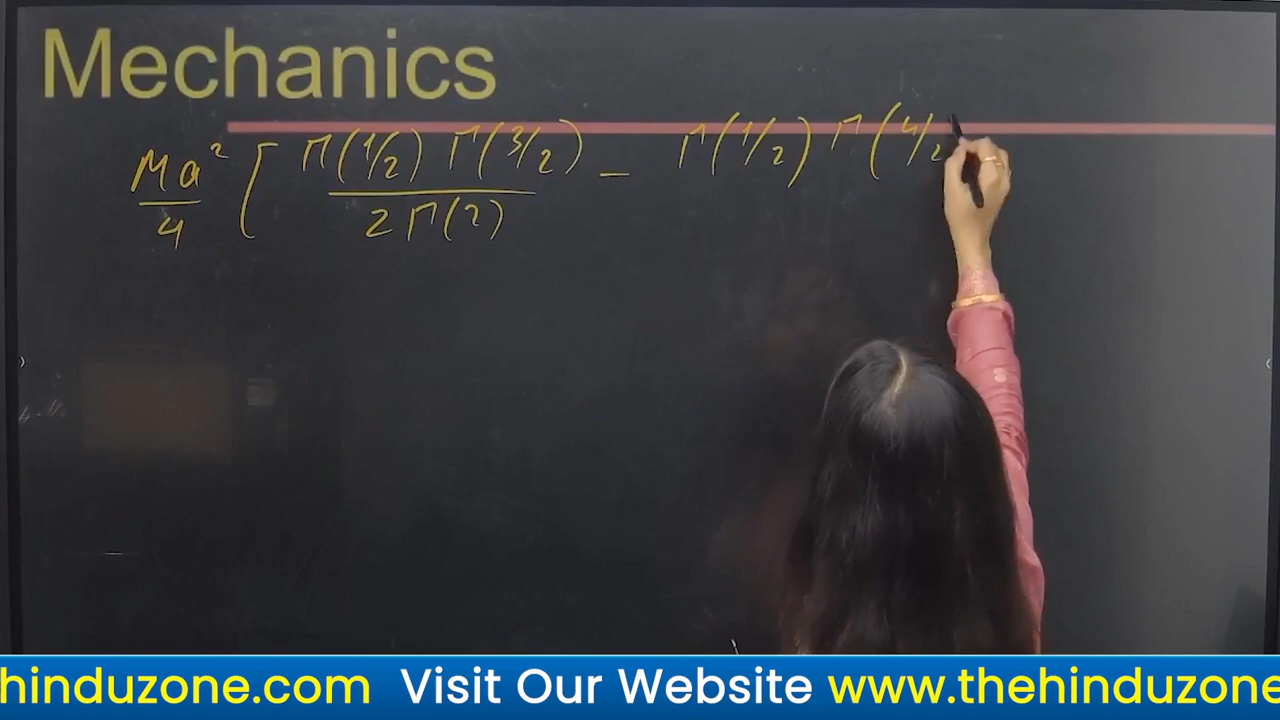 Mechanics
Ma²/4 [ Γ(1/2) Γ(3/2) / 2Γ(2) – Γ(1/2) Γ(4/2
hinduzone.com Visit Our Website www.thehinduzone